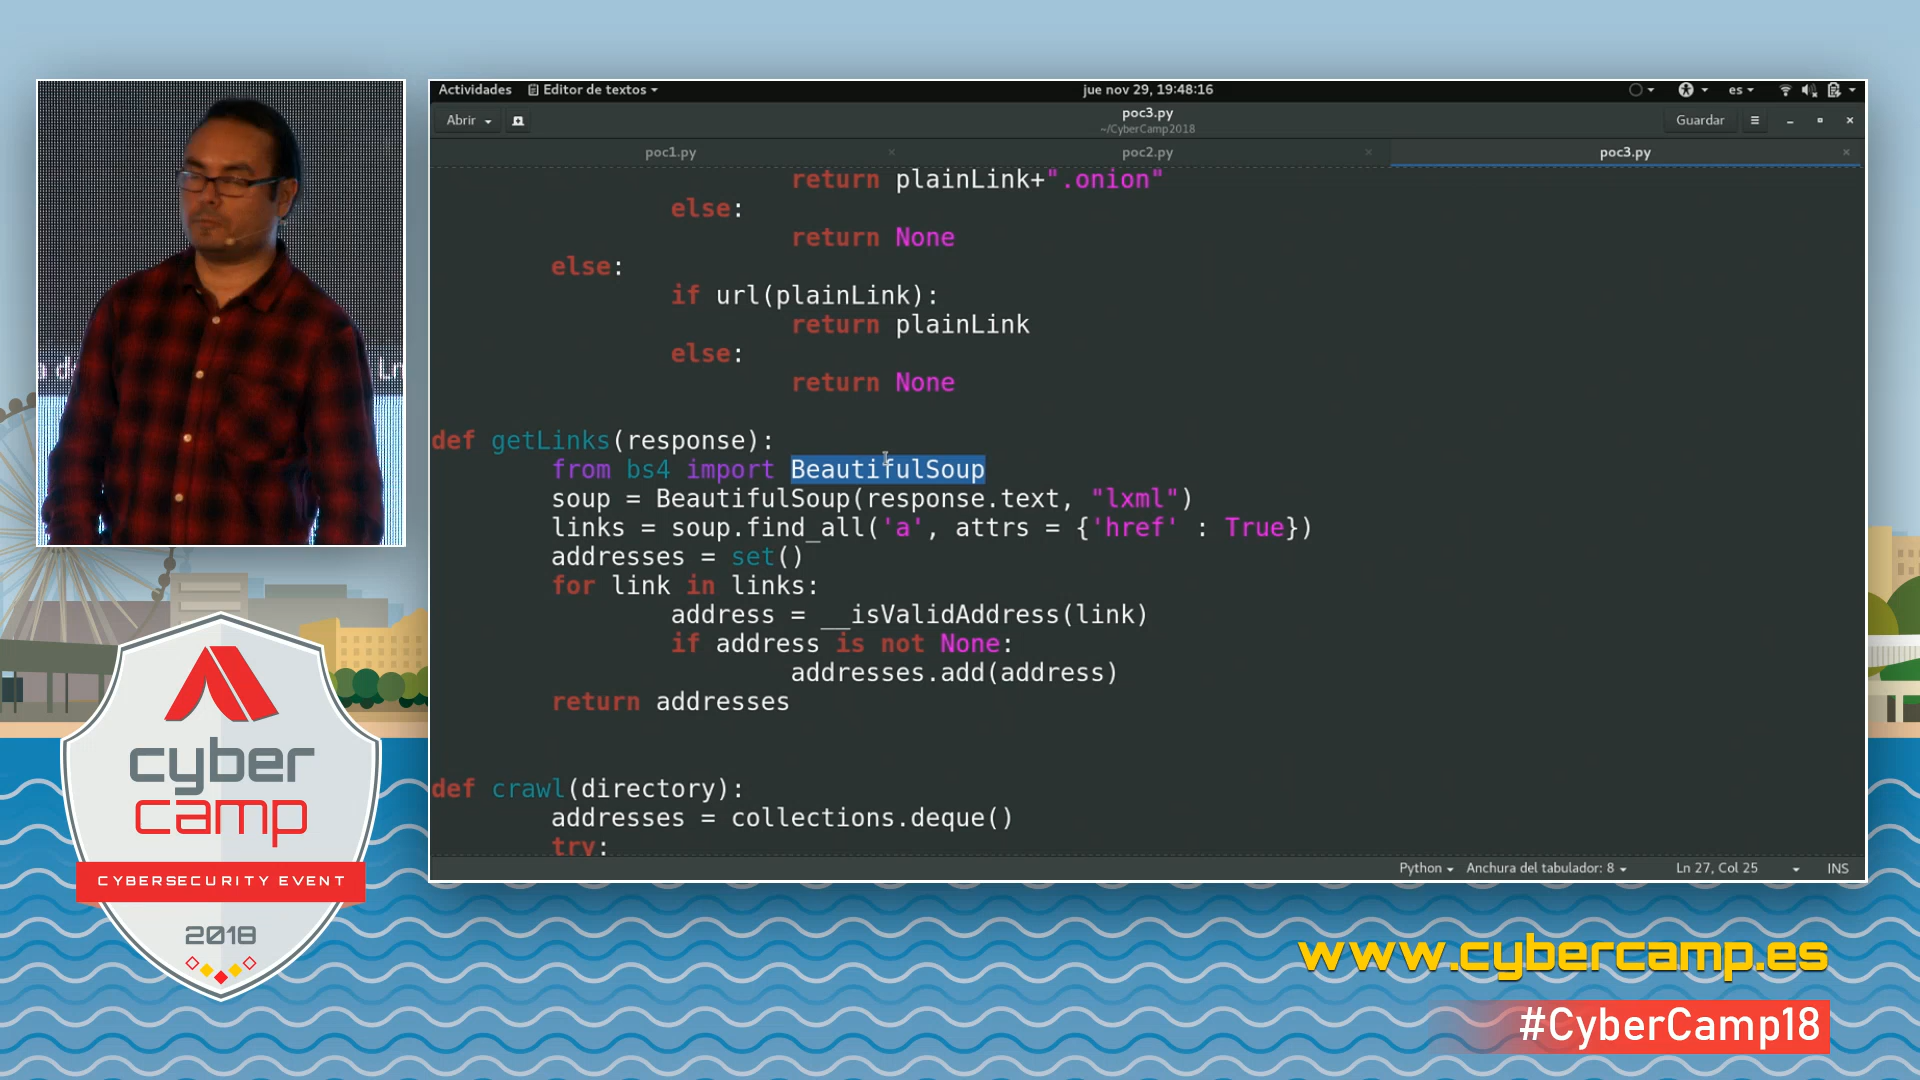 Actividades Editor de textos jue nov 29, 19:48:16 es
Abrir poc3.py Guardar
~/CyberCamp2018
poc1.py poc2.py poc3.py
return plainLink+".onion"
else:
return None
else:
if url(plainLink):
return plainLink
else:
return None
def getLinks(response):
from bs4 import BeautifulSoup
soup = BeautifulSoup(response.text, "lxml")
links = soup.find_all('a', attrs = {'href' : True})
addresses = set()
for link in links:
address = __isValidAddress(link)
if address is not None:
addresses.add(address)
return addresses
def crawl(directory):
addresses = collections.deque()
try:
Python Anchura del tabulador: 8 Ln 27, Col 25 INS
cyber
camp
CYBERSECURITY EVENT
2018
www.cybercamp.es
#CyberCamp18